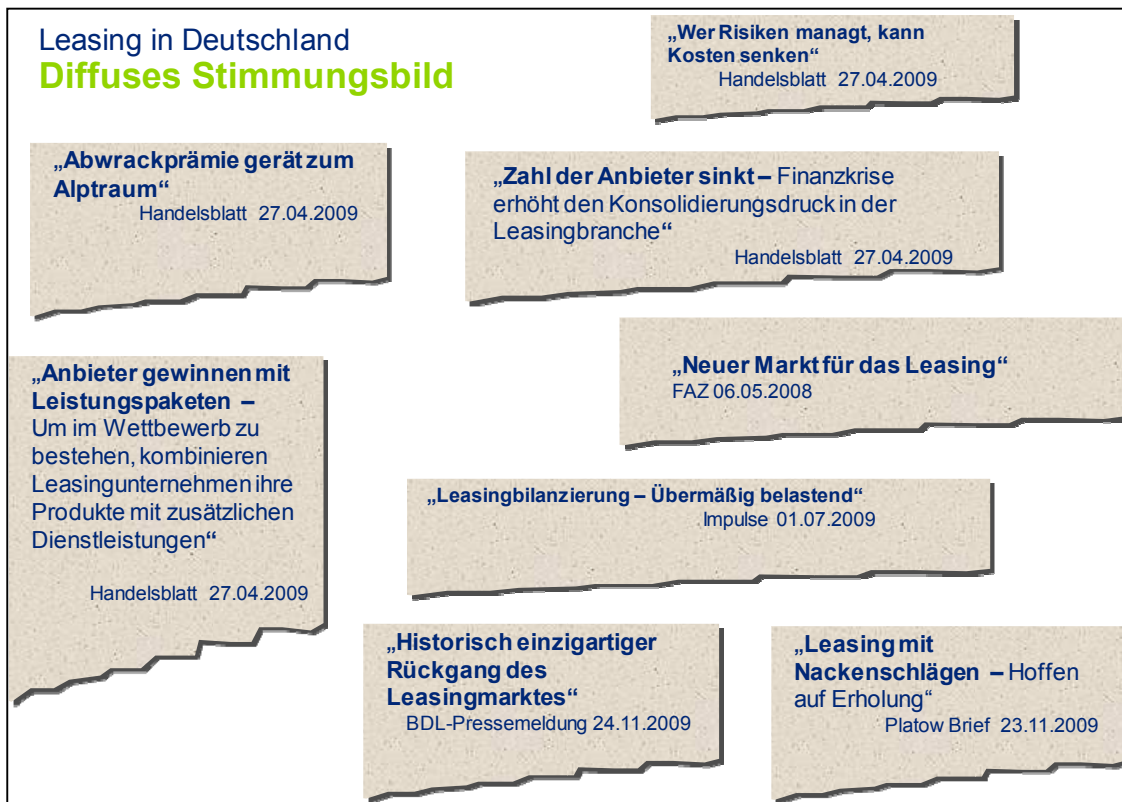 Leasing in Deutschland
Diffuses Stimmungsbild
„Wer Risiken managt, kann
Kosten senken“
Handelsblatt 27.04.2009
„Abwrackprämie gerät zum
Alptraum“
Handelsblatt 27.04.2009
„Zahl der Anbieter sinkt – Finanzkrise
erhöht den Konsolidierungsdruck in der
Leasingbranche“
Handelsblatt 27.04.2009
„Neuer Markt für das Leasing“
FAZ 06.05.2008
„Anbieter gewinnen mit
Leistungspaketen –
Um im Wettbewerb zu
bestehen, kombinieren
Leasingunternehmen ihre
Produkte mit zusätzlichen
Dienstleistungen“
Handelsblatt 27.04.2009
„Leasingbilanzierung – Übermäßig belastend“
Impulse 01.07.2009
„Historisch einzigartiger
Rückgang des
Leasingmarktes“
BDL-Pressemeldung 24.11.2009
„Leasing mit
Nackenschlägen – Hoffen
auf Erholung“
Platow Brief 23.11.2009